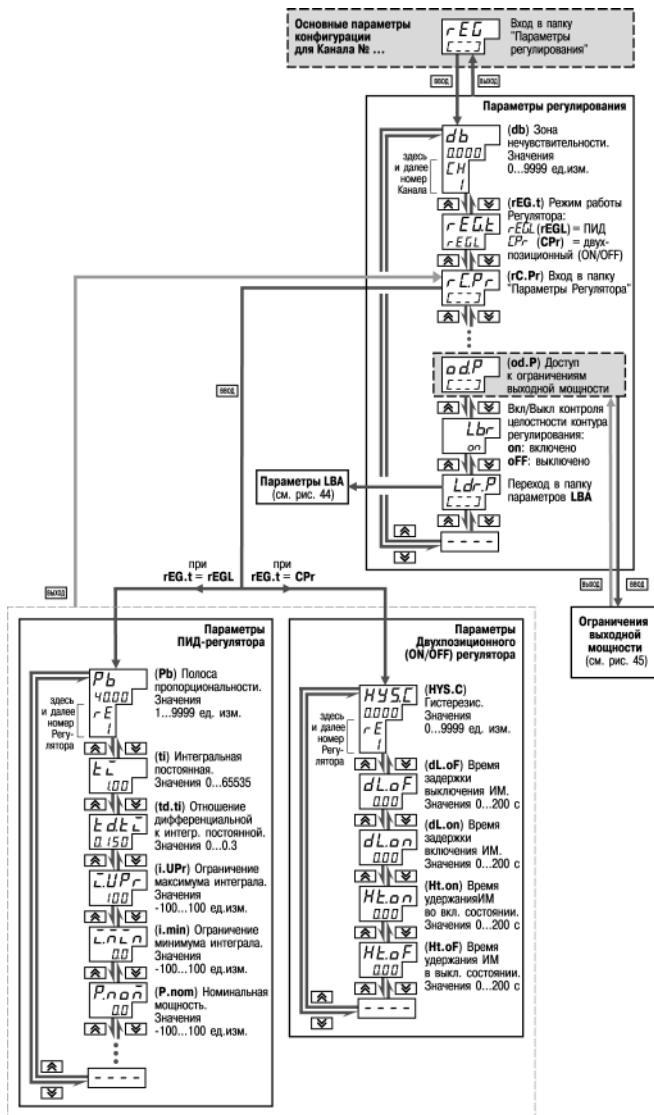 Основные параметры
конфигурации
для Канала № ...
rEG
[---]
Вход в папку
"Параметры
регулирования"
ввод
выход
Параметры регулирования
db
0.000
CH
1
здесь
и далее
номер
Канала
(db) Зона
нечувствительности.
Значения
0...9999 ед.изм.
rEG.t
rEGL
(rEG.t) Режим работы
Регулятора:
rEGL (rEGL) = ПИД
CPr (CPr) = двух-
позиционный (ON/OFF)
rC.Pr
[---]
(rC.Pr) Вход в папку
"Параметры Регулятора"
od.P
[---]
(od.P) Доступ
к ограничениям
выходной мощности
ввод
Lbr
on
Вкл/Выкл контроля
целостности контура
регулирования:
on: включено
oFF: выключено
Параметры LBA
(см. рис. 44)
Ldr.P
[---]
Переход в папку
параметров LBA
- - - -
при
rEG.t = rEGL
при
rEG.t = CPr
выход
выход
ввод
Ограничения
выходной
мощности
(см. рис. 45)
Параметры
ПИД-регулятора
Pb
40.00
rE
1
здесь
и далее
номер
Регу-
лятора
(Pb) Полоса
пропорциональности.
Значения
1...9999 ед. изм.
ti
1.00
(ti) Интегральная
постоянная.
Значения 0...65535
td.ti
0.150
(td.ti) Отношение
дифференциальной
к интегр. постоянной.
Значения 0...0.3
i.UPr
100
(i.UPr) Ограничение
максимума интеграла.
Значения
-100...100 ед.изм.
i.min
0.0
(i.min) Ограничение
минимума интеграла.
Значения
-100...100 ед.изм.
P.nom
0.0
(P.nom) Номинальная
мощность.
Значения
-100...100 ед.изм.
- - - -
Параметры
Двухпозиционного
(ON/OFF) регулятора
HYS.C
0.000
rE
1
здесь
и далее
номер
Регу-
лятора
(HYS.C)
Гистерезис.
Значения
0...9999 ед. изм.
dL.oF
0.00
(dL.oF) Время
задержки
выключения ИМ.
Значения 0...200 с
dL.on
0.00
(dL.on) Время
задержки
включения ИМ.
Значения 0...200 с
Ht.on
0.00
(Ht.on) Время
удержанияИМ
во вкл. состоянии.
Значения 0...200 с
Ht.oF
0.00
(Ht.oF) Время
удержания ИМ
в выкл. состоянии.
Значения 0...200 с
- - - -